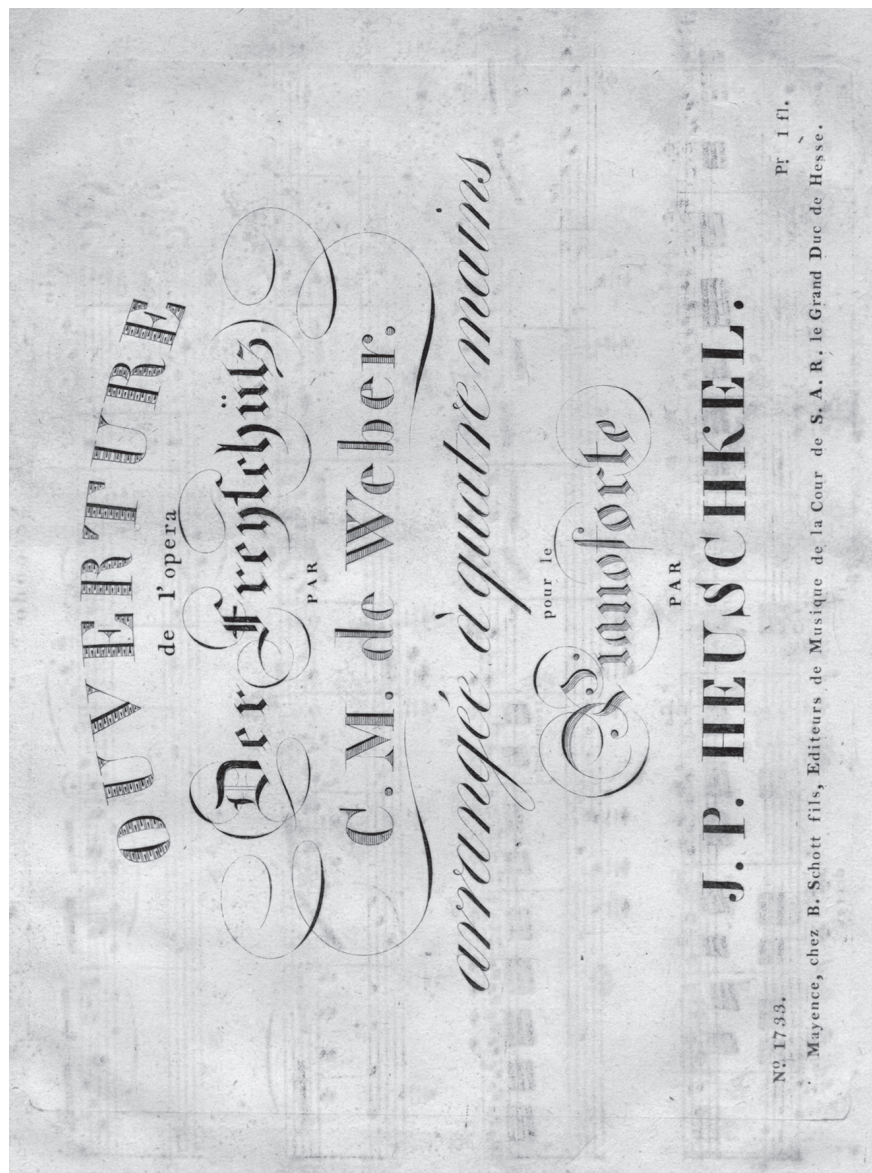 OUVERTURE
de l'opera
Der Freyschütz
PAR
C. M. de Weber.
arrangée à quatre mains
pour le
Pianoforte
PAR
J. P. HEUSCHKEL.
Nº 1733. Pr 1 fl.
Mayence, chez B. Schott fils, Editeurs de Musique de la Cour de S. A. R. le Grand Duc de Hesse.